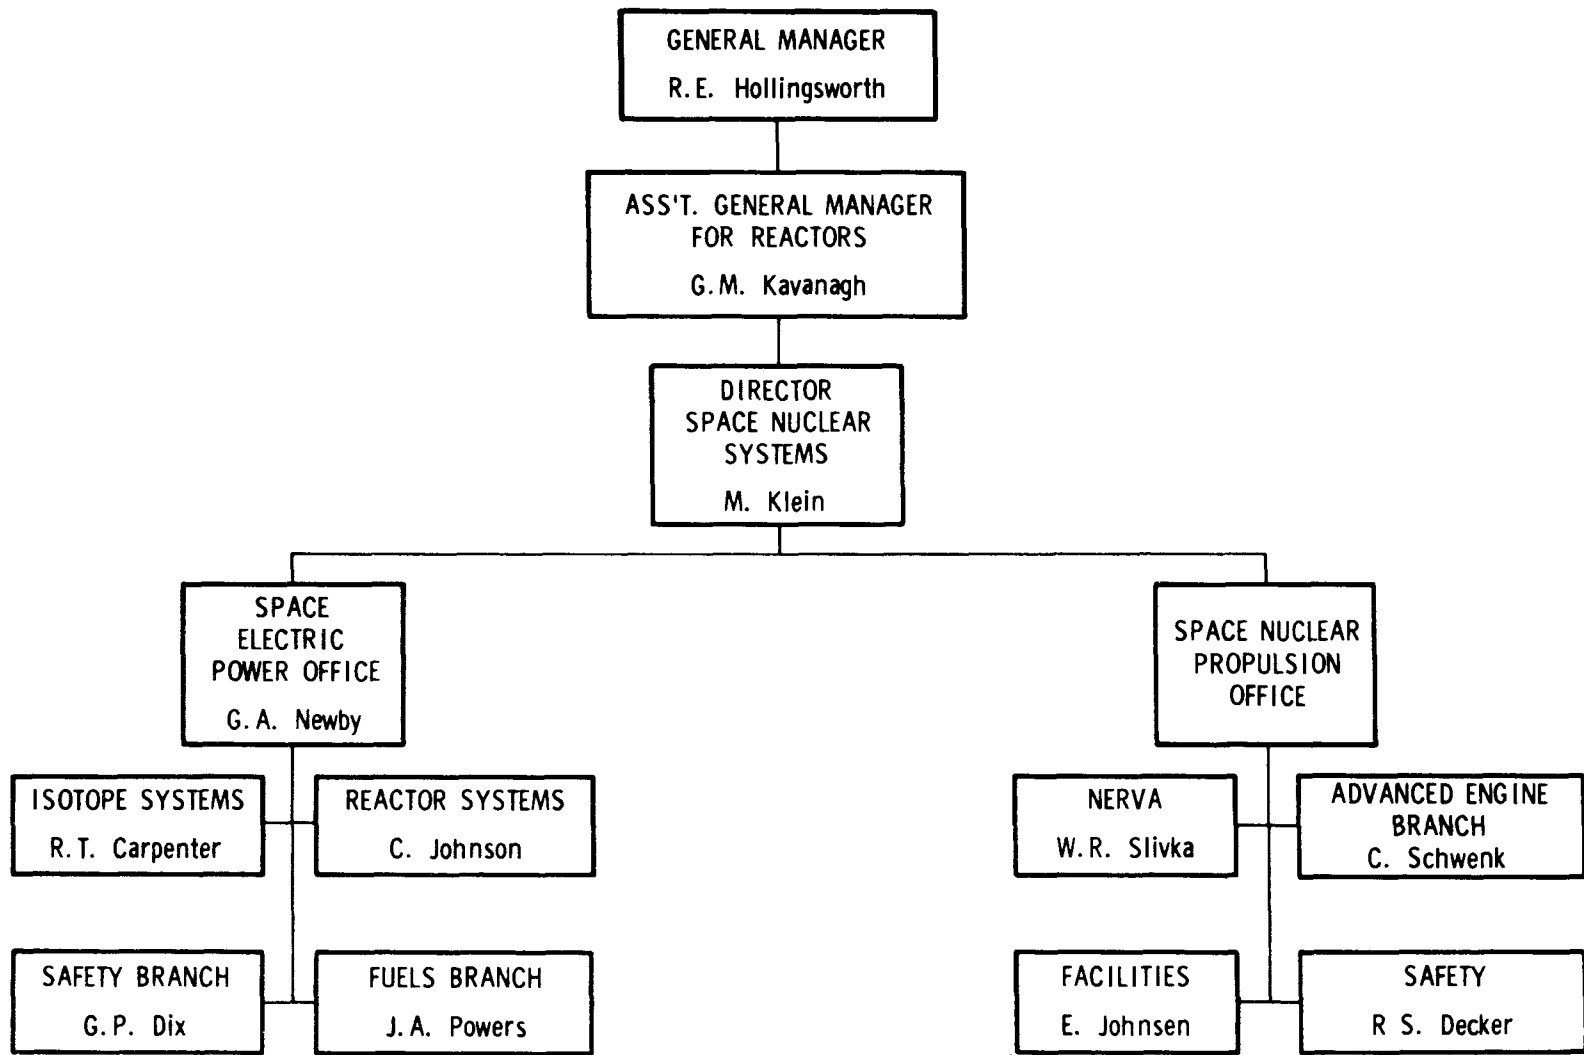 GENERAL MANAGER
R.E. Hollingsworth
ASS'T. GENERAL MANAGER
FOR REACTORS
G.M. Kavanagh
DIRECTOR
SPACE NUCLEAR
SYSTEMS
M. Klein
SPACE
ELECTRIC
POWER OFFICE
G.A. Newby
SPACE NUCLEAR
PROPULSION
OFFICE
ISOTOPE SYSTEMS
R.T. Carpenter
REACTOR SYSTEMS
C. Johnson
NERVA
W.R. Slivka
ADVANCED ENGINE
BRANCH
C. Schwenk
SAFETY BRANCH
G.P. Dix
FUELS BRANCH
J.A. Powers
FACILITIES
E. Johnsen
SAFETY
R S. Decker